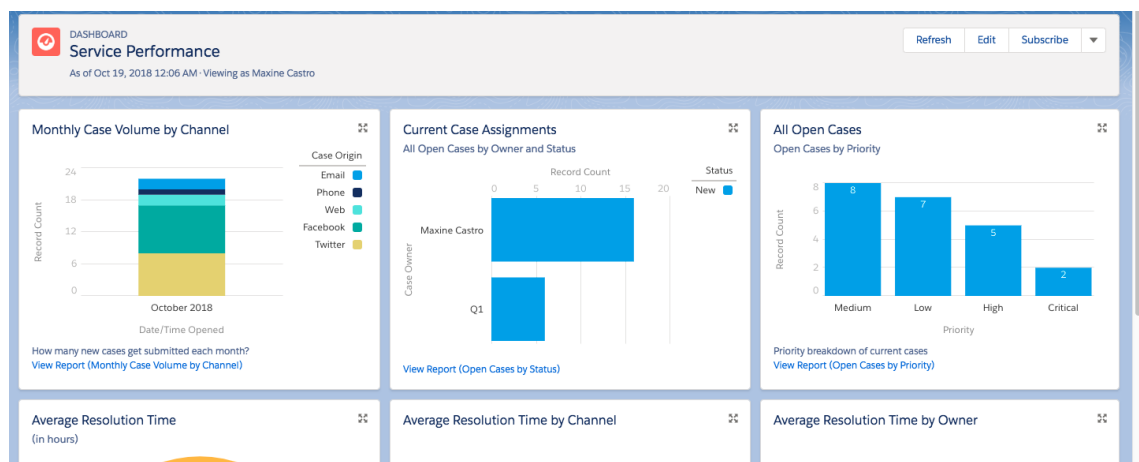 DASHBOARD
Service Performance
As of Oct 19, 2018 12:06 AM · Viewing as Maxine Castro
Refresh
Edit
Subscribe
Monthly Case Volume by Channel
Case Origin
Email
Phone
Web
Facebook
Twitter
24
18
12
6
0
Record Count
October 2018
Date/Time Opened
How many new cases get submitted each month?
View Report (Monthly Case Volume by Channel)
Current Case Assignments
All Open Cases by Owner and Status
Record Count
0 5 10 15 20
Status
New
Case Owner
Maxine Castro
Q1
View Report (Open Cases by Status)
All Open Cases
Open Cases by Priority
Record Count
8
6
4
2
0
8
7
5
2
Medium Low High Critical
Priority
Priority breakdown of current cases
View Report (Open Cases by Priority)
Average Resolution Time
(in hours)
Average Resolution Time by Channel
Average Resolution Time by Owner